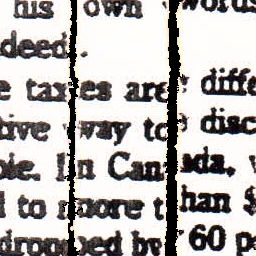 his own words
deed.
e taxes are diffe
tive way to disc
ple. In Canada,
l to more than $
drooped by 60 p